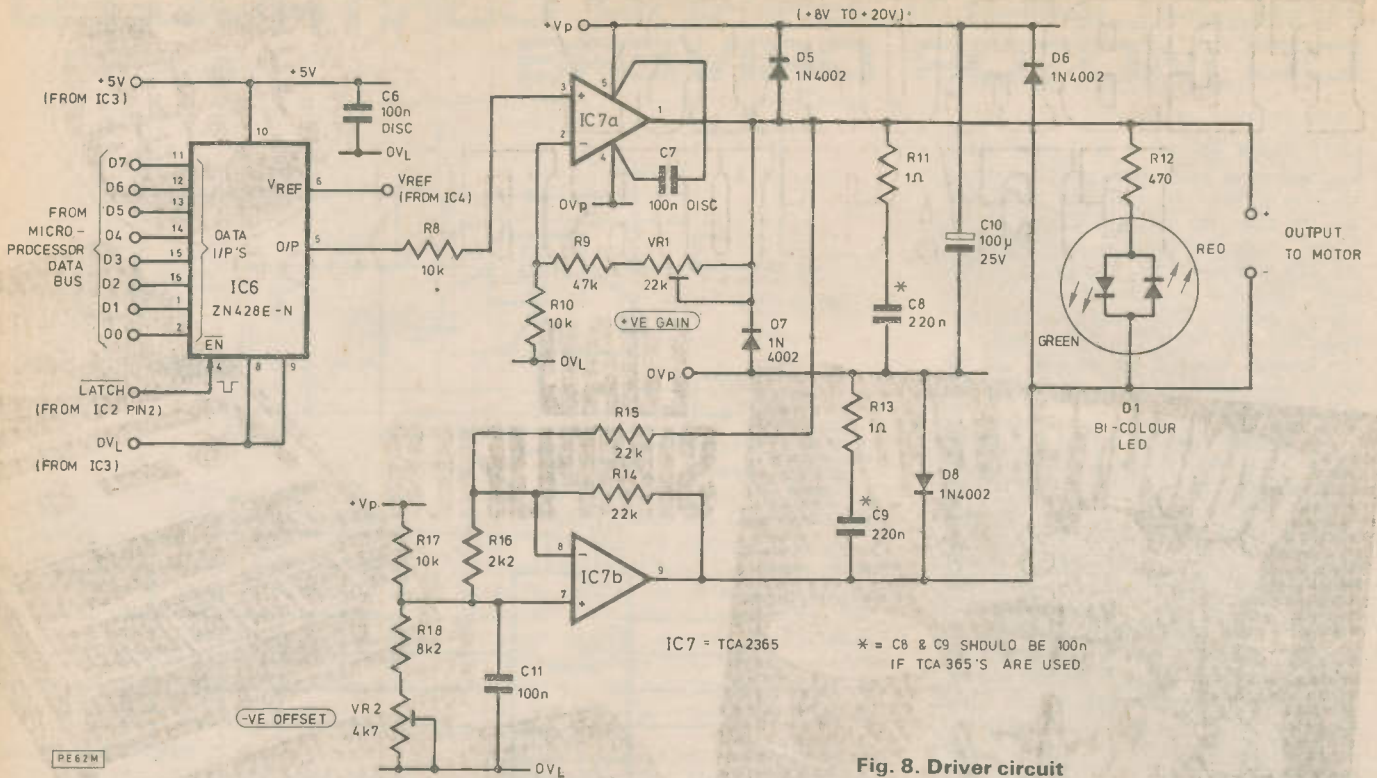 +Vp
(+8V TO +20V)
+5V
(FROM IC3)
+5V
C6
100n
DISC
0VL
10
D7
D6
D5
D4
D3
D2
D1
D0
11
12
13
14
15
16
1
2
FROM
MICRO-
PROCESSOR
DATA
BUS
DATA
I/P'S
VREF
O/P
IC6
ZN428E-N
EN
6
5
4
8
9
VREF
(FROM IC4)
LATCH
(FROM IC2 PIN2)
0VL
(FROM IC3)
R8
10k
3
+
2
-
IC7a
5
4
1
C7
100n DISC
0Vp
R9
47k
VR1
22k
+VE GAIN
R10
10k
0VL
D5
1N4002
D7
1N
4002
0Vp
R11
1Ω
*
C8
220n
C10
100µ
25V
D6
1N4002
R12
470
RED
GREEN
D1
BI-COLOUR
LED
+
-
OUTPUT
TO MOTOR
R13
1Ω
*
C9
220n
D8
1N4002
R15
22k
R14
22k
+Vp
R17
10k
R16
2k2
8
-
IC7b
7
+
9
R18
8k2
C11
100n
-VE OFFSET
VR2
4k7
0VL
IC7 = TCA2365
* = C8 & C9 SHOULD BE 100n
IF TCA 365'S ARE USED
PE62M
Fig. 8. Driver circuit